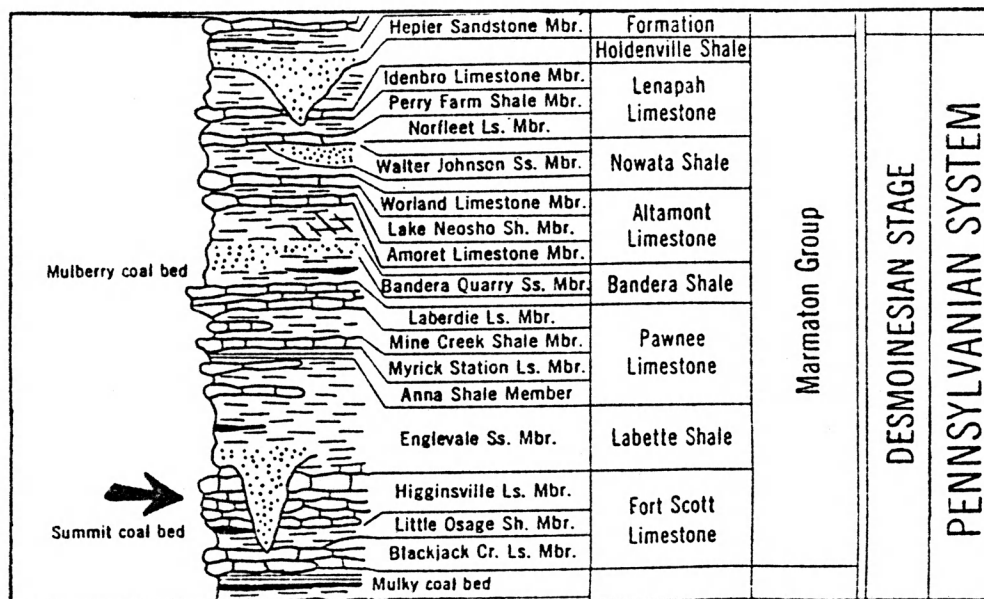 Hepler Sandstone Mbr.
Formation
Holdenville Shale
Idenbro Limestone Mbr.
Perry Farm Shale Mbr.
Norfleet Ls. Mbr.
Lenapah
Limestone
Walter Johnson Ss. Mbr.
Nowata Shale
Worland Limestone Mbr.
Lake Neosho Sh. Mbr.
Amoret Limestone Mbr.
Altamont
Limestone
Mulberry coal bed
Bandera Quarry Ss. Mbr.
Bandera Shale
Laberdie Ls. Mbr.
Mine Creek Shale Mbr.
Myrick Station Ls. Mbr.
Anna Shale Member
Pawnee
Limestone
Englevale Ss. Mbr.
Labette Shale
Higginsville Ls. Mbr.
Little Osage Sh. Mbr.
Blackjack Cr. Ls. Mbr.
Fort Scott
Limestone
Summit coal bed
Mulky coal bed
Marmaton Group
DESMOINESIAN STAGE
PENNSYLVANIAN SYSTEM